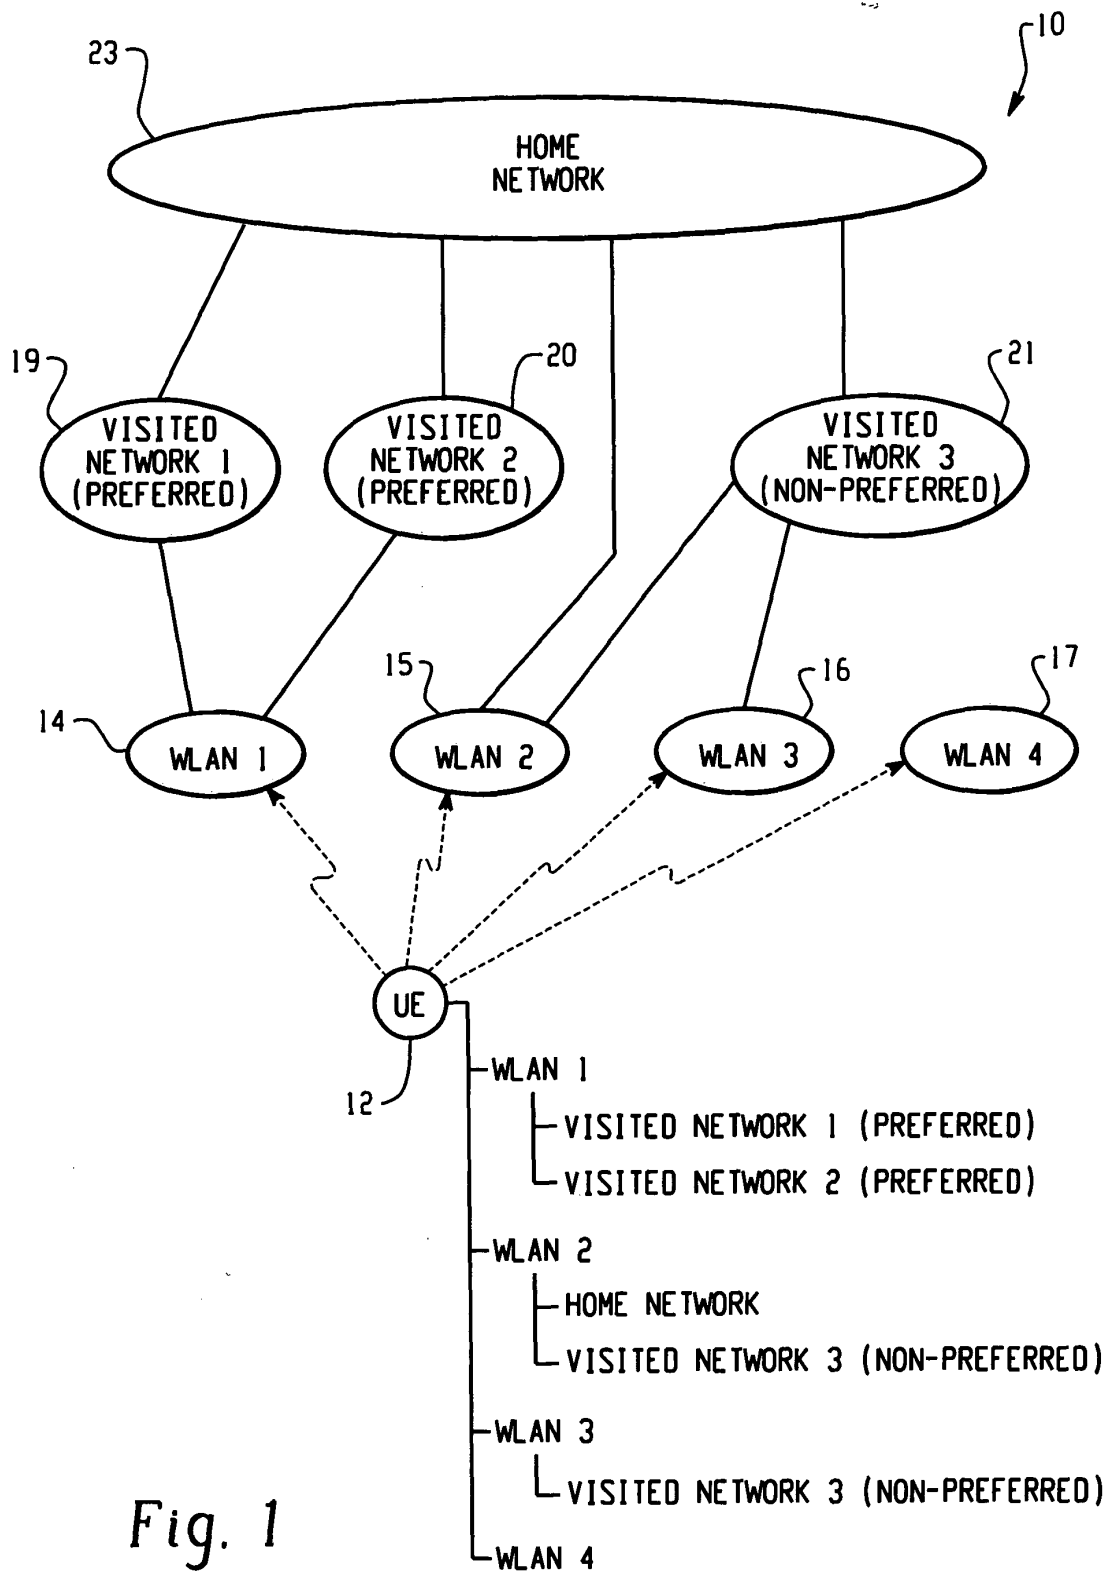 10
23
HOME
NETWORK
19
20
21
VISITED
NETWORK 1
(PREFERRED)
VISITED
NETWORK 2
(PREFERRED)
VISITED
NETWORK 3
(NON-PREFERRED)
14
15
16
17
WLAN 1
WLAN 2
WLAN 3
WLAN 4
UE
12
WLAN 1
VISITED NETWORK 1 (PREFERRED)
VISITED NETWORK 2 (PREFERRED)
WLAN 2
HOME NETWORK
VISITED NETWORK 3 (NON-PREFERRED)
WLAN 3
VISITED NETWORK 3 (NON-PREFERRED)
WLAN 4
Fig. 1